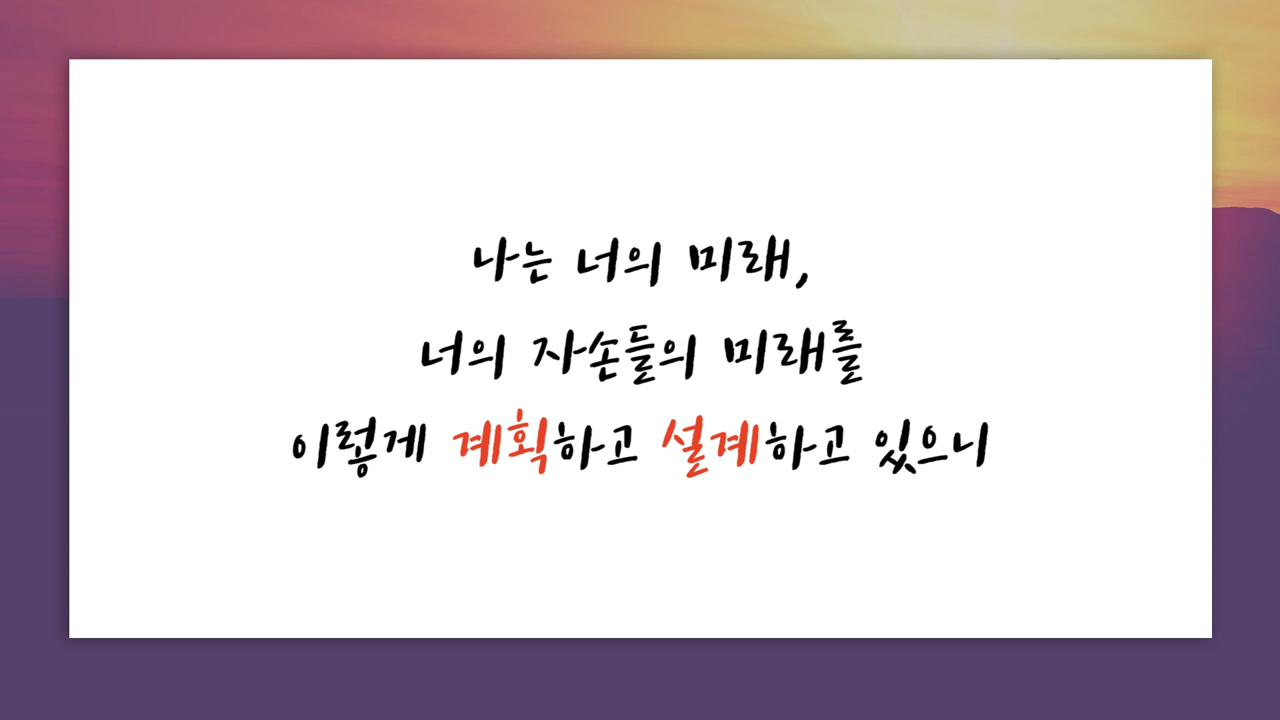 나는 너의 미래,
너의 자손들의 미래를
이렇게 계획하고 설계하고 있으니